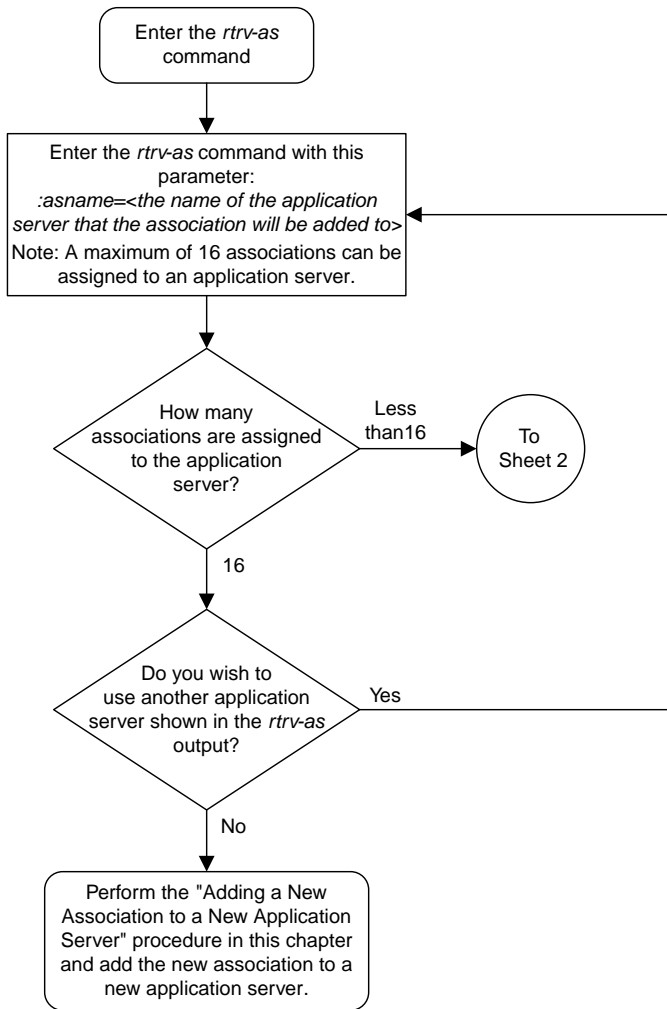 Enter the rtrv-as
command
Enter the rtrv-as command with this
parameter:
:asname=<the name of the application
server that the association will be added to>
Note: A maximum of 16 associations can be
assigned to an application server.
How many
associations are assigned
to the application
server?
Less
than16
To
Sheet 2
16
Do you wish to
use another application
server shown in the rtrv-as
output?
Yes
No
Perform the "Adding a New
Association to a New Application
Server" procedure in this chapter
and add the new association to a
new application server.